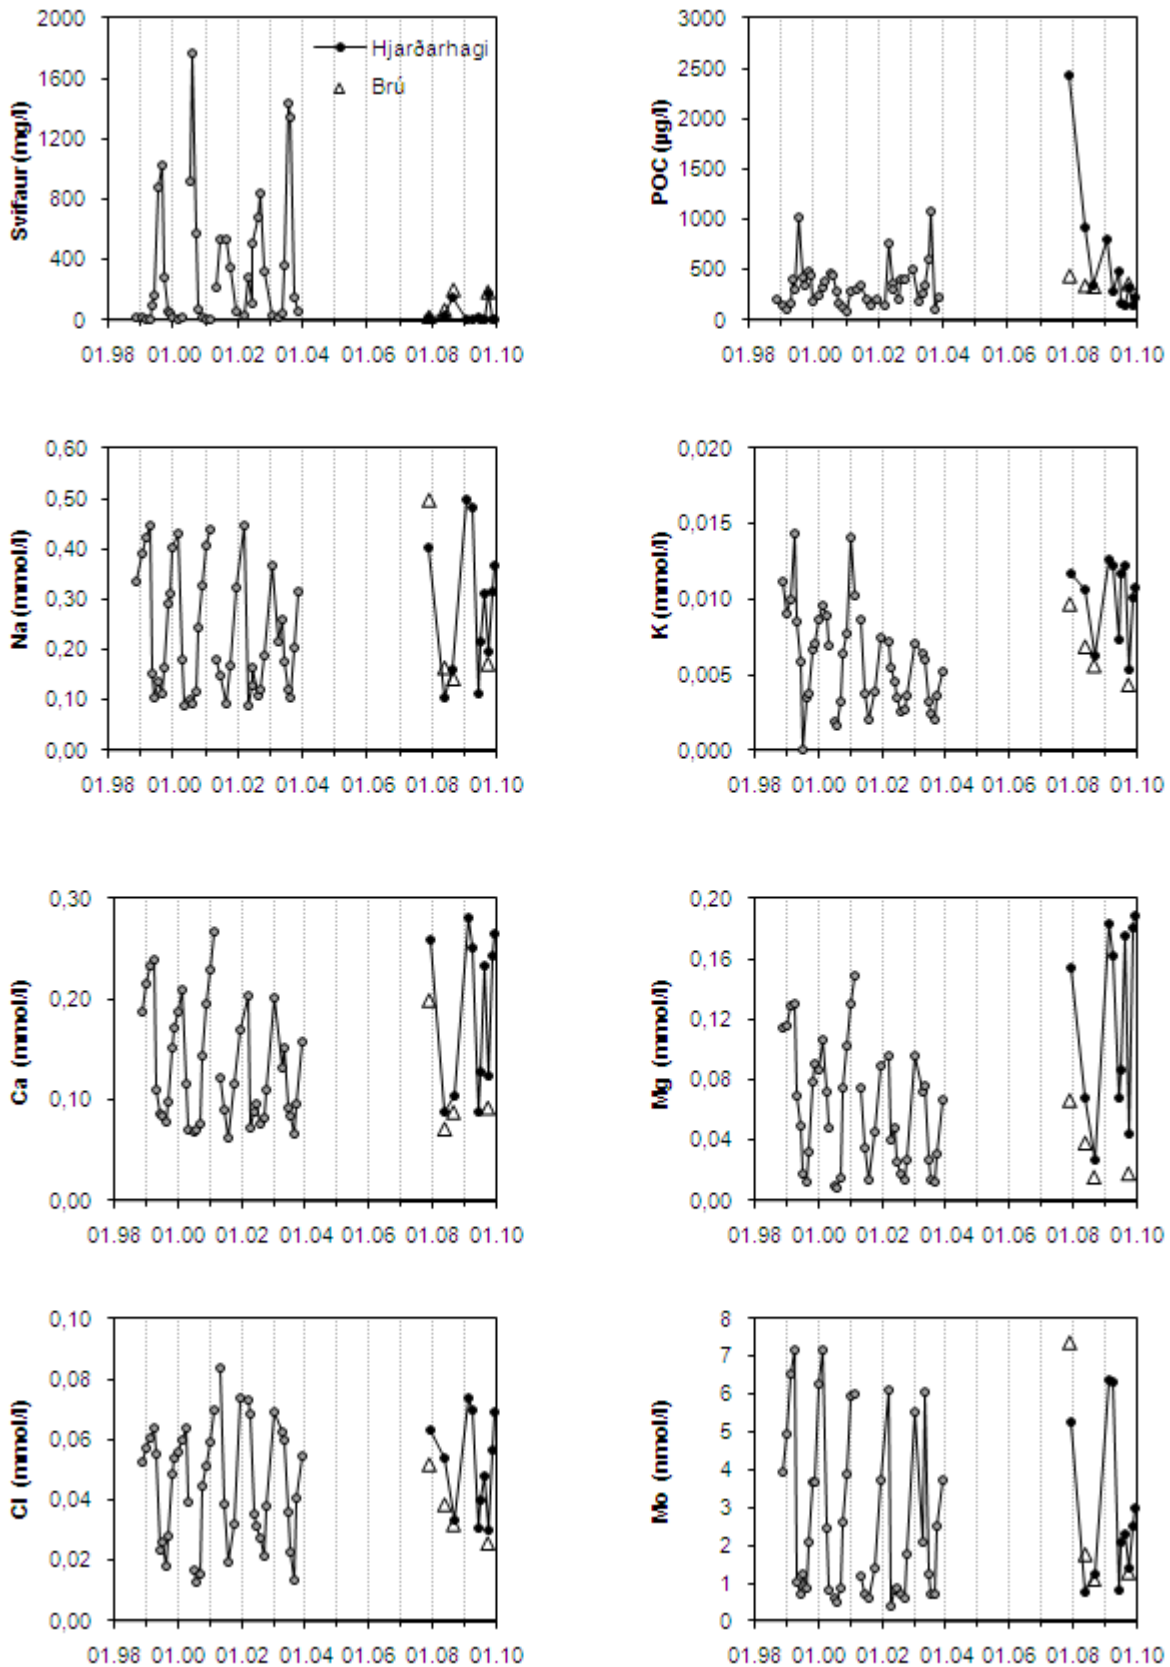 2000
1600
1200
800
400
0
Svifaur (mg/l)
Hjarðarhagi
Brú
01.98 01.00 01.02 01.04 01.06 01.08 01.10
3000
2500
2000
1500
1000
500
0
POC (µg/l)
01.98 01.00 01.02 01.04 01.06 01.08 01.10
0,60
0,50
0,40
0,30
0,20
0,10
0,00
Na (mmol/l)
01.98 01.00 01.02 01.04 01.06 01.08 01.10
0,020
0,015
0,010
0,005
0,000
K (mmol/l)
01.98 01.00 01.02 01.04 01.06 01.08 01.10
0,30
0,20
0,10
0,00
Ca (mmol/l)
01.98 01.00 01.02 01.04 01.06 01.08 01.10
0,20
0,16
0,12
0,08
0,04
0,00
Mg (mmol/l)
01.98 01.00 01.02 01.04 01.06 01.08 01.10
0,10
0,08
0,06
0,04
0,02
0,00
Cl (mmol/l)
01.98 01.00 01.02 01.04 01.06 01.08 01.10
8
7
6
5
4
3
2
1
0
Mo (nmol/l)
01.98 01.00 01.02 01.04 01.06 01.08 01.10